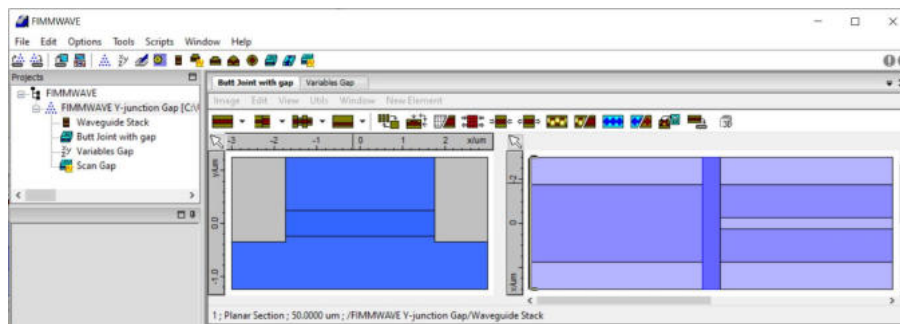 FIMMWAVE
File Edit Options Tools Scripts Window Help
Projects
FIMMWAVE
FIMMWAVE Y-junction Gap [C:\
Waveguide Stack
Butt Joint with gap
Variables Gap
Scan Gap
Butt Joint with gap Variables Gap
Image Edit View Utils Window New Element
-3 -2 -1 0 1 2 x/um
y/um
0.0
-1.0
-2
0
x/um
1 ; Planar Section ; 50.0000 um ; /FIMMWAVE Y-junction Gap/Waveguide Stack